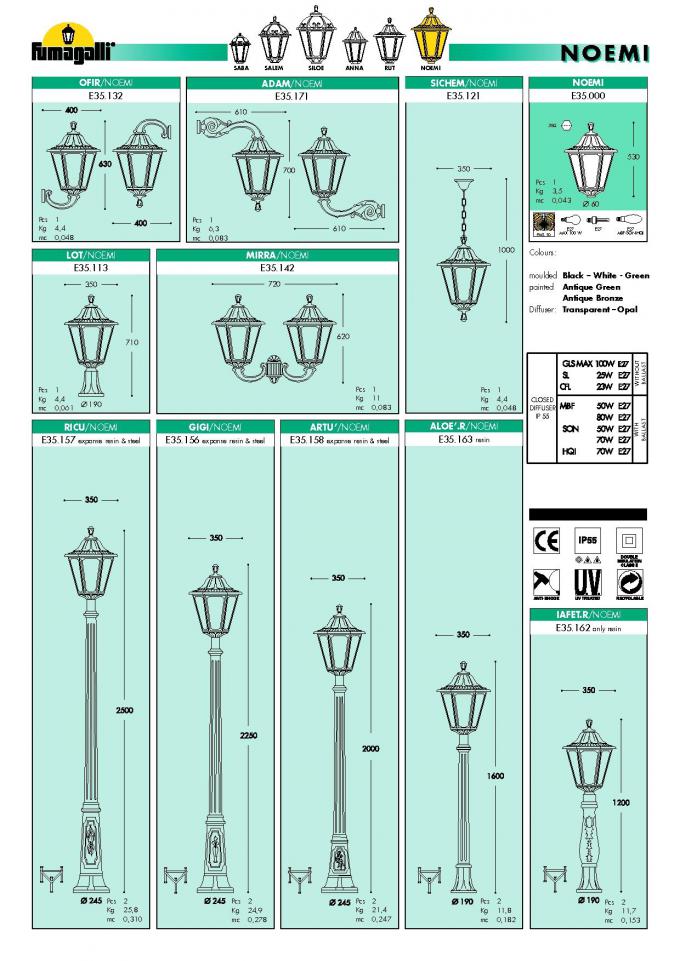 fumagalli
SABA SALEM SILOE ANNA RUT NOEMI
NOEMI
OFIR/NOEMI
E35.132
400
630
400
Pcs 1
Kg 4,4
mc 0,048
ADAM/NOEMI
E35.171
610
700
610
Pcs 1
Kg 6,3
mc 0,083
SICHEM/NOEMI
E35.121
350
1000
Pcs 1
Kg 4,4
mc 0,048
NOEMI
E35.000
530
Pcs 1
Kg 3,5
mc 0,043
Ø 60
E27
MAX 100 W
E27
E27
Colours:
moulded Black – White - Green
painted Antique Green
Antique Bronze
Diffuser: Transparent – Opal
LOT/NOEMI
E35.113
350
710
Ø 190
Pcs 1
Kg 4,4
mc 0,061
MIRRA/NOEMI
E35.142
720
620
Pcs 1
Kg 11
mc 0,083
CLOSED
DIFFUSER
IP 55
GLS MAX 100W E27
SL 25W E27
CFL 23W E27
WITHOUT
BALLAST
MBF 50W E27
80W E27
SON 50W E27
70W E27
HQI 70W E27
WITH
BALLAST
RICU/NOEMI
E35.157 expanse resin & steel
350
2500
Ø 245
Pcs 2
Kg 25,8
mc 0,310
GIGI/NOEMI
E35.156 expanse resin & steel
350
2250
Ø 245
Pcs 2
Kg 24,9
mc 0,278
ARTU'/NOEMI
E35.158 expanse resin & steel
350
2000
Ø 245
Pcs 2
Kg 21,4
mc 0,247
ALOE'.R/NOEMI
E35.163 resin
350
1600
Ø 190
Pcs 2
Kg 11,8
mc 0,182
CE
IP55
DOUBLE
INSULATION
CLASS II
ANTI-SHOCK
U.V.
UV TREATED
RECYCLABLE
IAFET.R/NOEMI
E35.162 only resin
350
1200
Ø 190
Pcs 2
Kg 11,7
mc 0,153